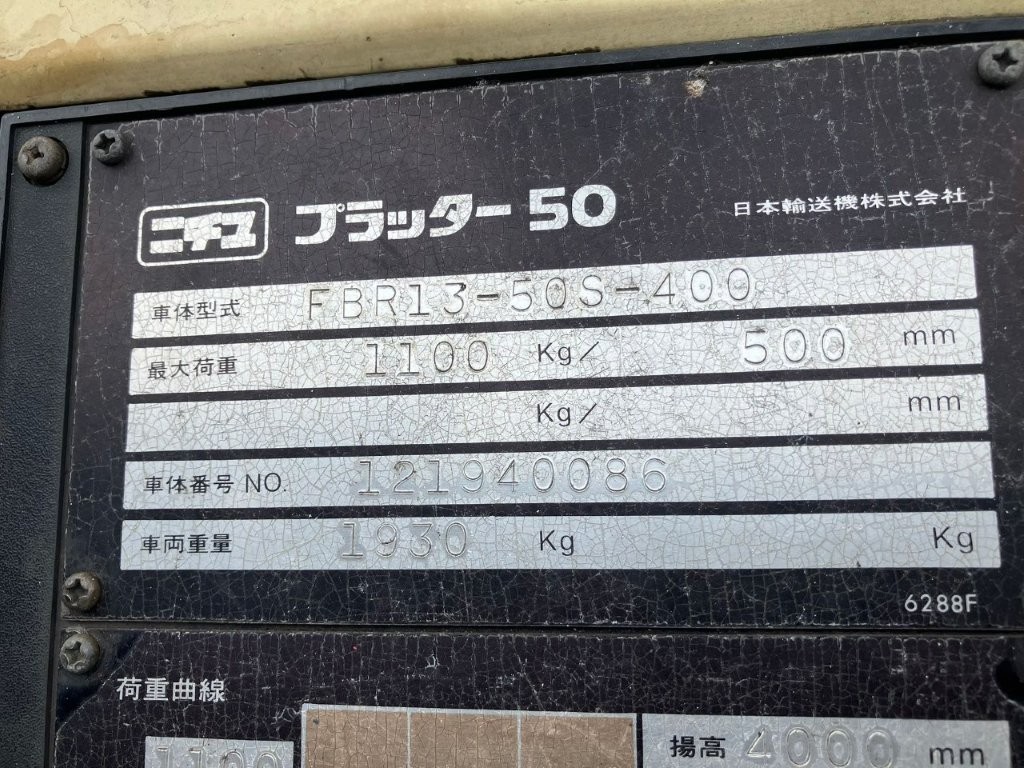 ニチユ プラッター 50 日本輸送機株式会社
車体型式 FBR13-50S-400
最大荷重 1100 Kg/ 500 mm
Kg/ mm
車体番号 NO. 121940086
車両重量 1930 Kg Kg
6288F
荷重曲線
1100 揚高 4000 mm